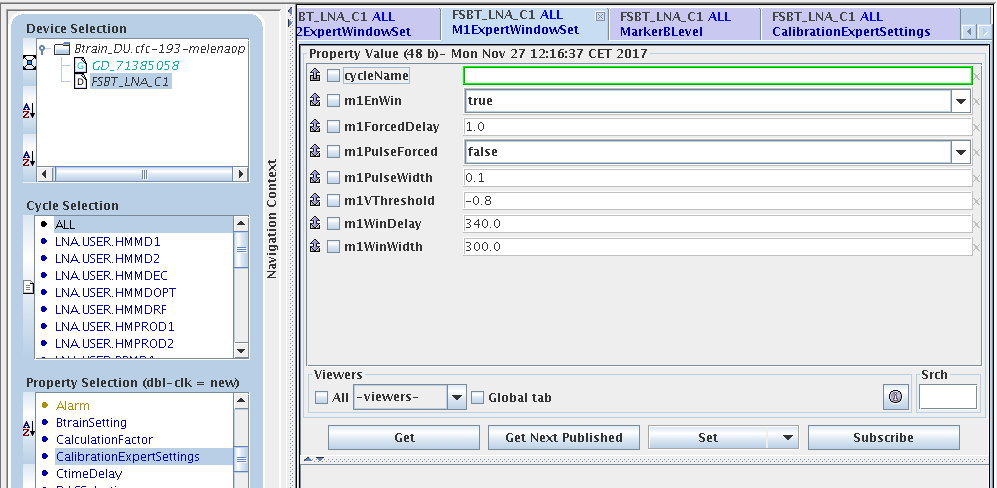 Device Selection
Btrain_DU.cfc-193-melenaop
GD_71385058
FSBT_LNA_C1
Cycle Selection
ALL
LNA.USER.HMMD1
LNA.USER.HMMD2
LNA.USER.HMMDEC
LNA.USER.HMMDOPT
LNA.USER.HMMDRF
LNA.USER.HMPROD1
LNA.USER.HMPROD2
Property Selection (dbl-clk = new)
Alarm
BtrainSetting
CalculationFactor
CalibrationExpertSettings
CtimeDelay
Navigation Context
SBT_LNA_C1 ALL
2ExpertWindowSet
FSBT_LNA_C1 ALL
M1ExpertWindowSet
FSBT_LNA_C1 ALL
MarkerBLevel
FSBT_LNA_C1 ALL
CalibrationExpertSettings
Property Value (48 b)- Mon Nov 27 12:16:37 CET 2017
cycleName
m1EnWin true
m1ForcedDelay 1.0
m1PulseForced false
m1PulseWidth 0.1
m1VThreshold -0.8
m1WinDelay 340.0
m1WinWidth 300.0
Viewers
All -viewers- Global tab
Srch
Get Get Next Published Set Subscribe